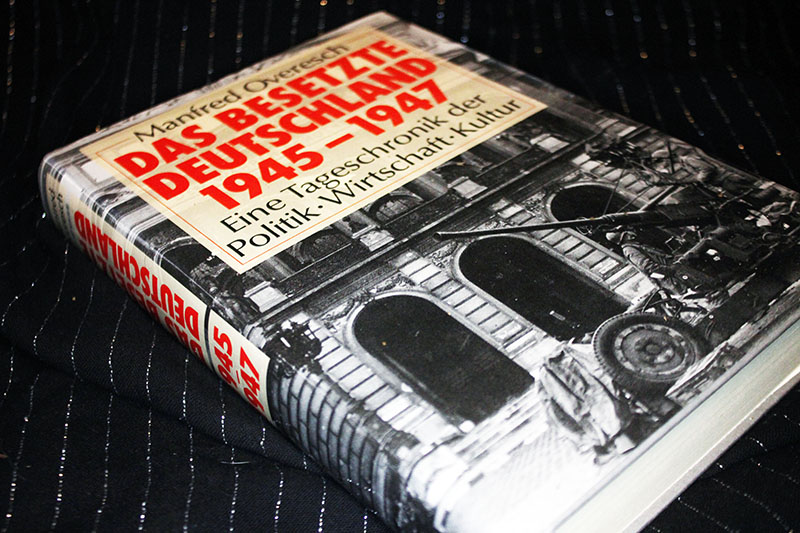 Manfred Overesch
DAS BESETZTE
DEUTSCHLAND
1945–1947
Eine Tageschronik der
Politik · Wirtschaft · Kultur
DEUTSCHLAND
1945
1947